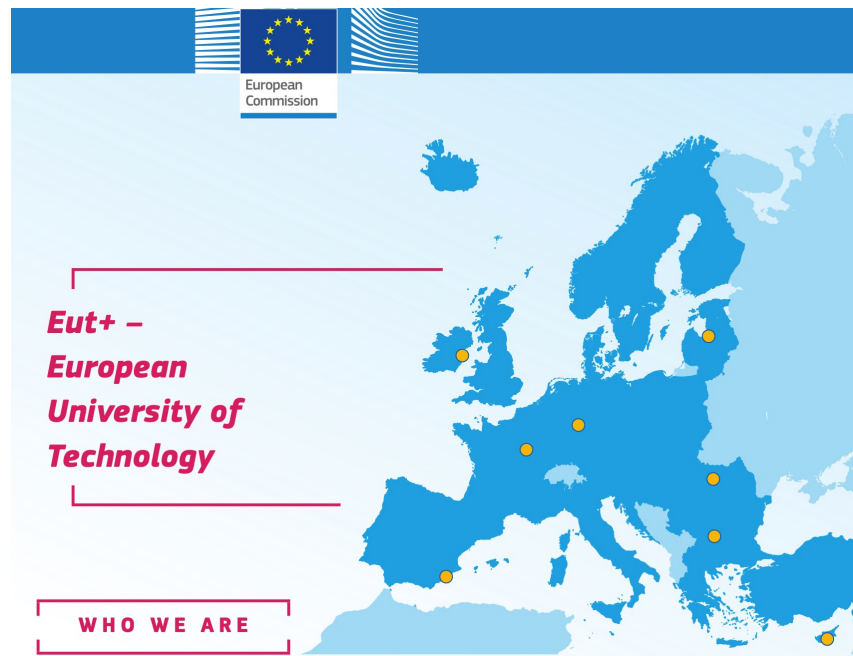 European
Commission
Eut+ –
European
University of
Technology
WHO WE ARE